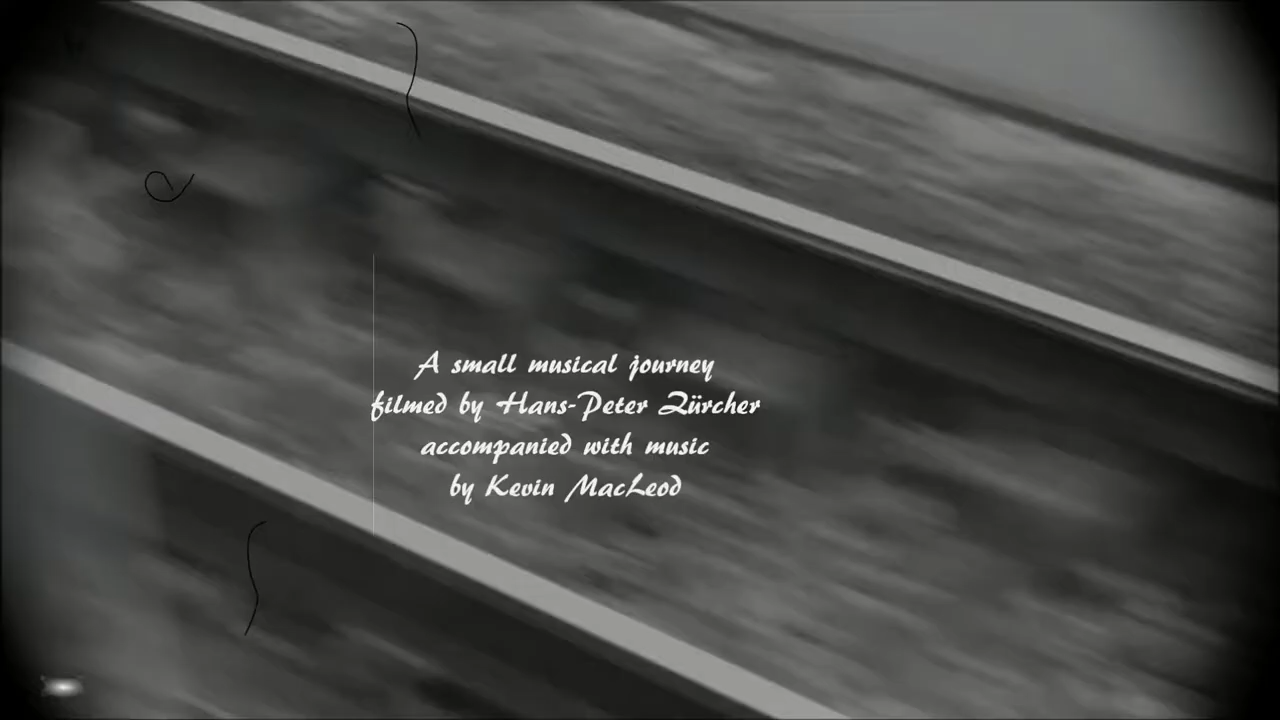 A small musical journey
filmed by Hans-Peter Zürcher
accompanied with music
by Kevin MacLeod